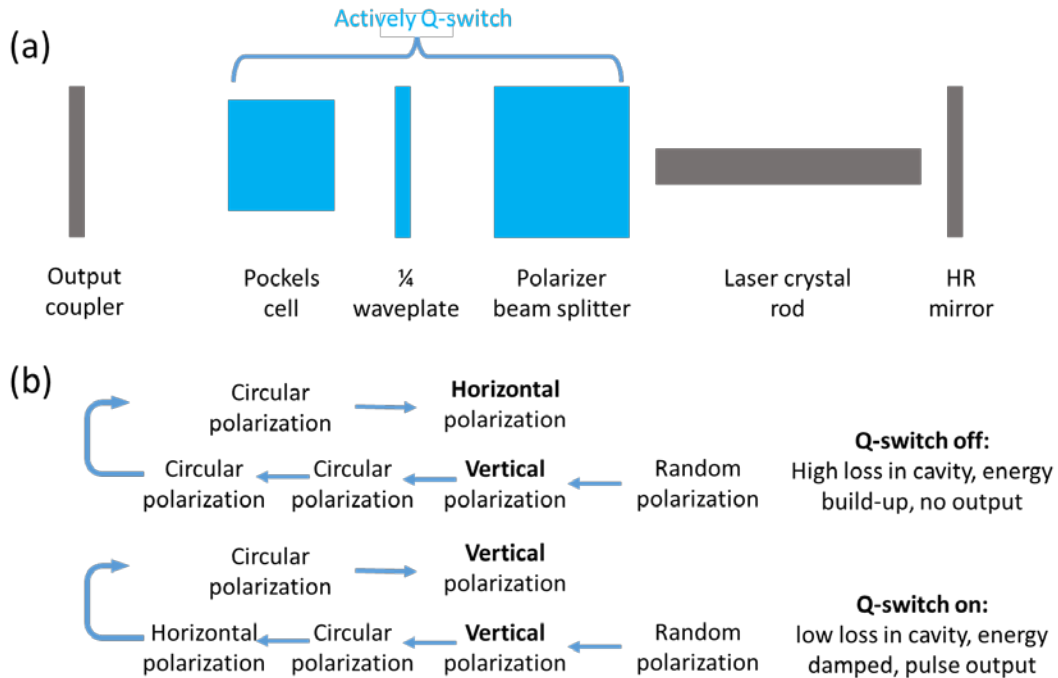 Actively Q-switch
(a)
Output
coupler
Pockels
cell
¼
waveplate
Polarizer
beam splitter
Laser crystal
rod
HR
mirror
(b)
Circular
polarization
Horizontal
polarization
Circular
polarization
Circular
polarization
Vertical
polarization
Random
polarization
Q-switch off:
High loss in cavity, energy
build-up, no output
Circular
polarization
Vertical
polarization
Horizontal
polarization
Circular
polarization
Vertical
polarization
Random
polarization
Q-switch on:
low loss in cavity, energy
damped, pulse output